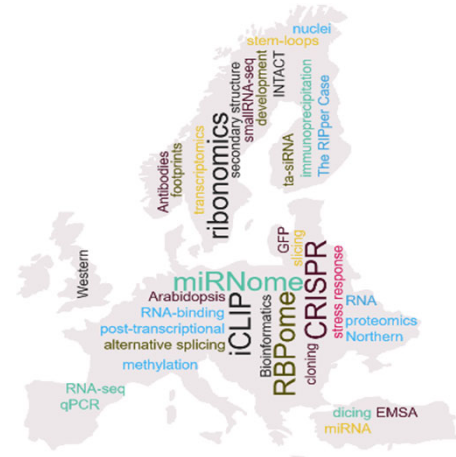 nuclei
stem-loops
INTACT
development
smallRNA-seq
secondary structure
ribonomics
transcriptomics
footprints
Antibodies
ta-siRNA
immunoprecipitation
The RIPper Case
Western
GFP
slicing
miRNome
Arabidopsis
RNA-binding
post-transcriptional
alternative splicing
methylation
iCLIP
Bioinformatics
RBPome
cloning
CRISPR
stress response
RNA
proteomics
Northern
RNA-seq
qPCR
dicing
EMSA
miRNA